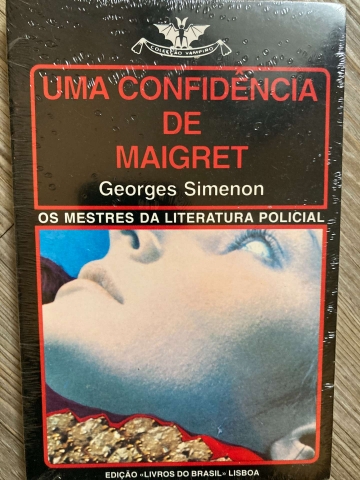 COLECÇÃO VAMPIRO
UMA CONFIDÊNCIA
DE
MAIGRET
Georges Simenon
OS MESTRES DA LITERATURA POLICIAL
EDIÇÃO «LIVROS DO BRASIL» LISBOA